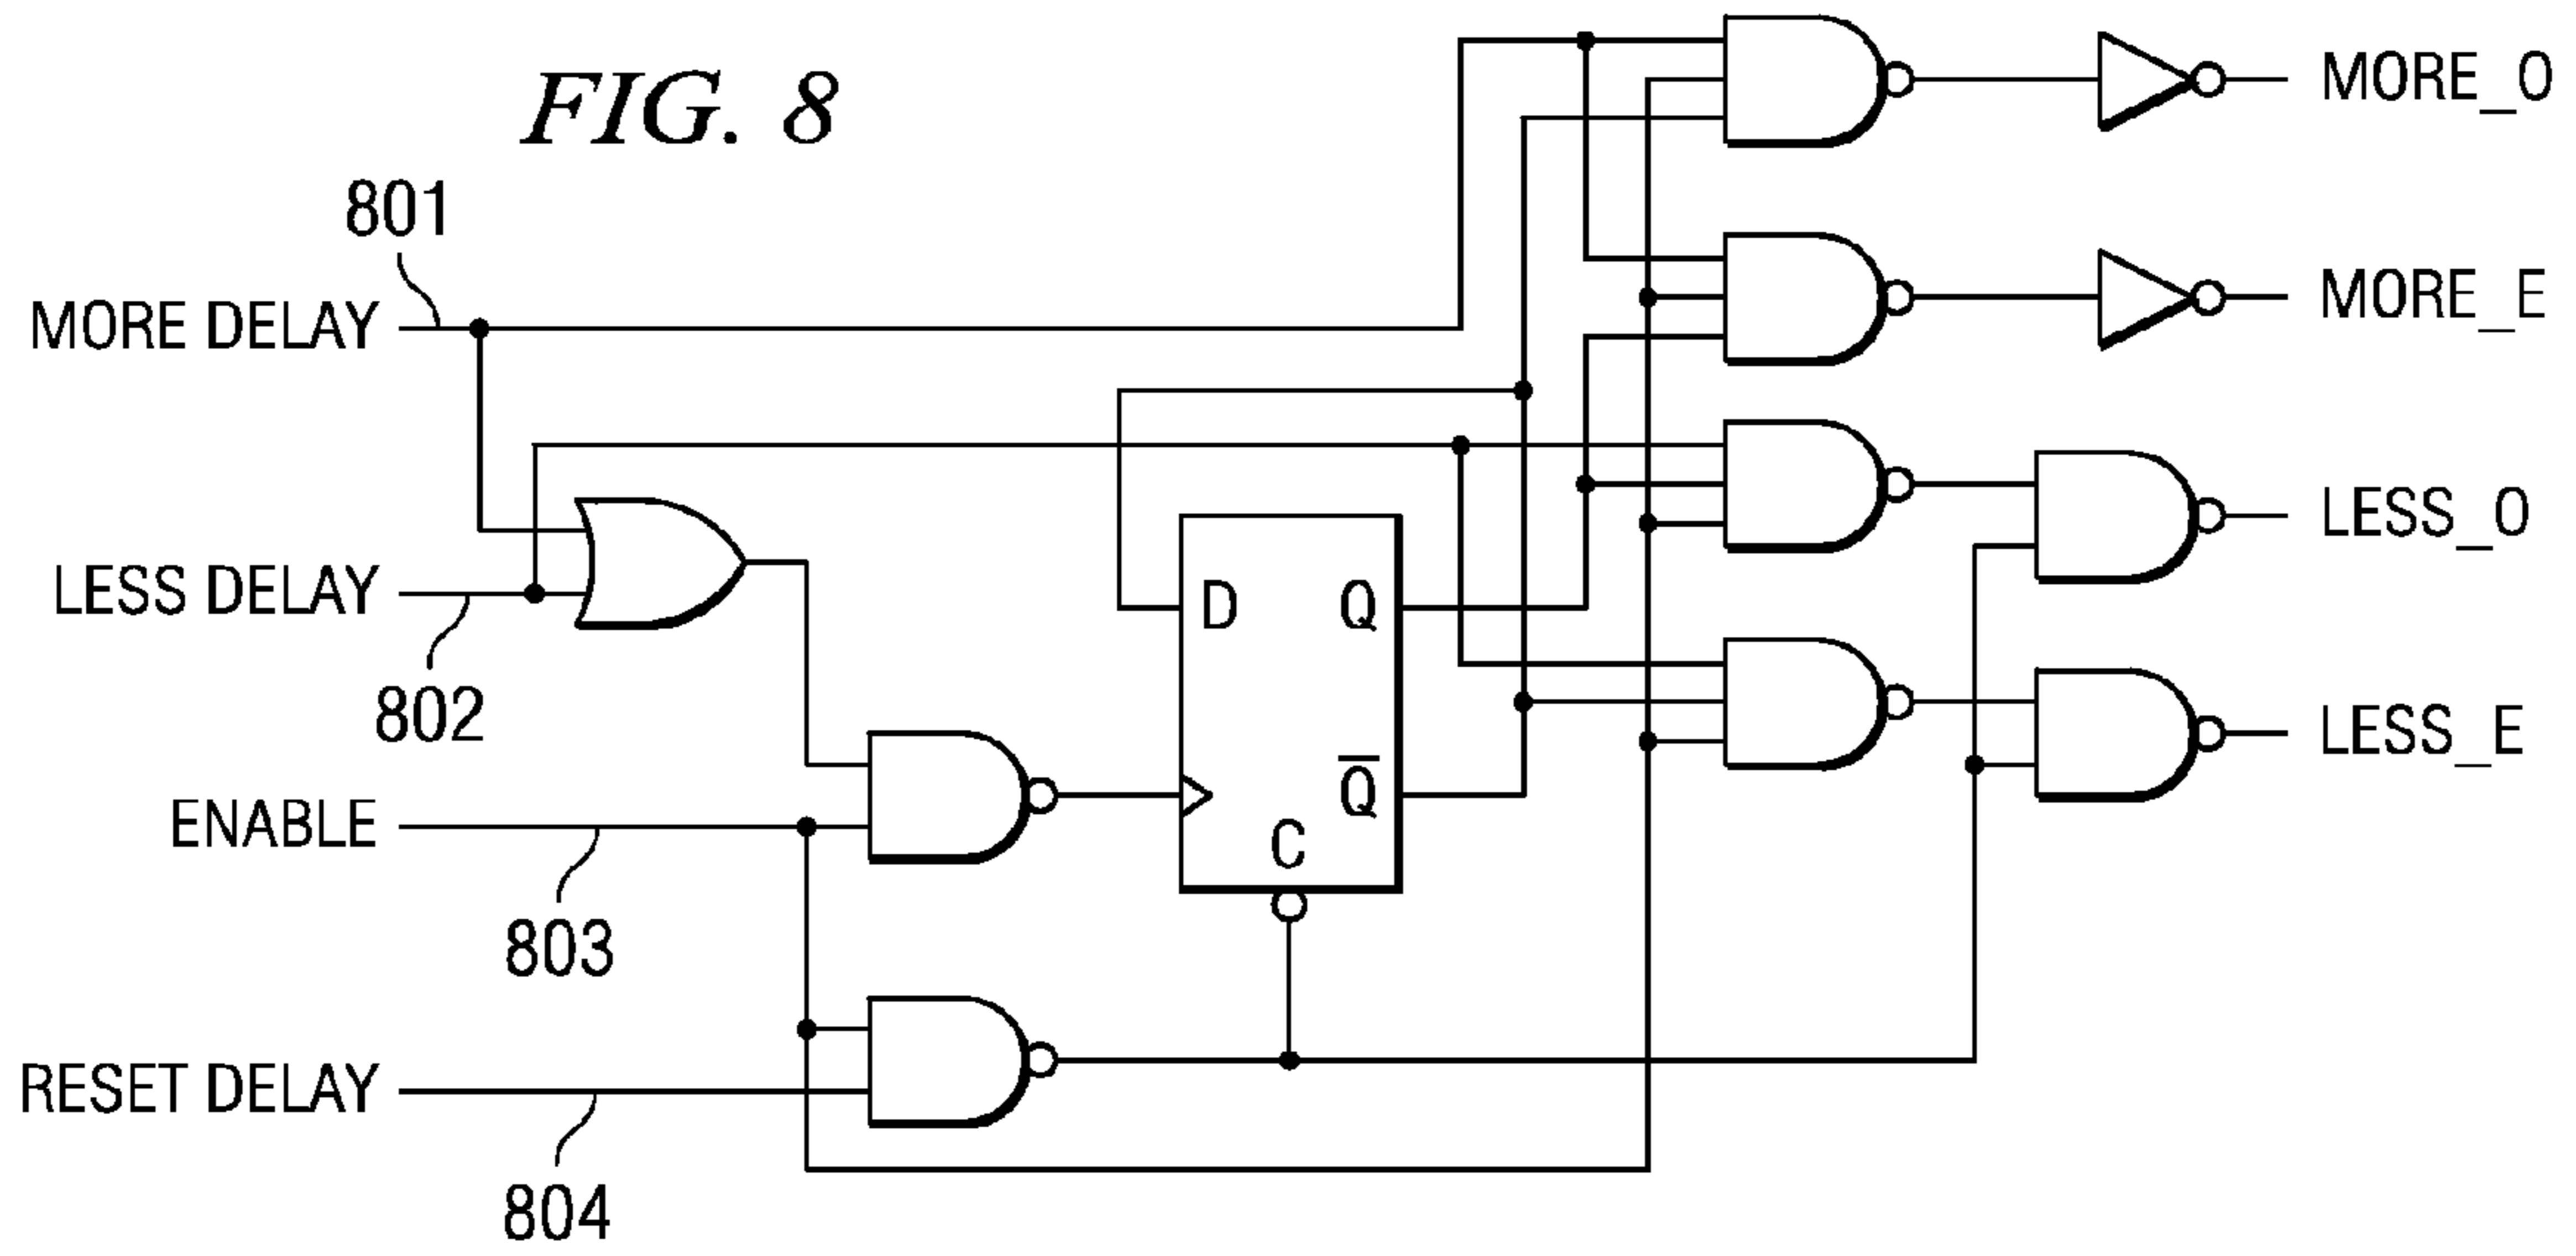 FIG. 8
801
MORE DELAY
LESS DELAY
802
ENABLE
803
RESET DELAY
804
D
Q
Q̅
C
MORE_O
MORE_E
LESS_O
LESS_E